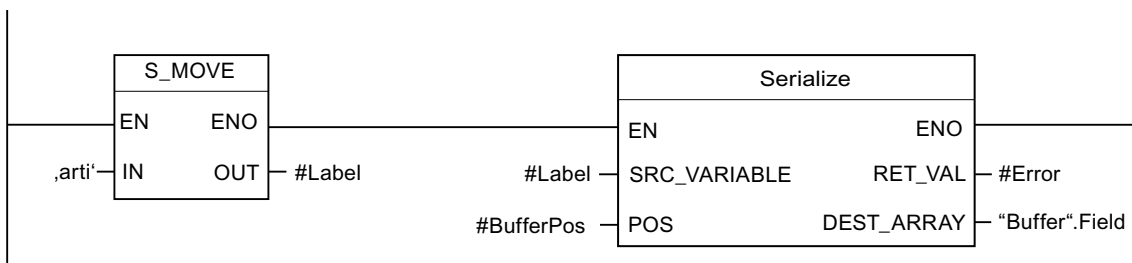 S_MOVE
EN ENO
‚arti‘ IN OUT #Label
Serialize
EN ENO
#Label SRC_VARIABLE RET_VAL #Error
#BufferPos POS DEST_ARRAY “Buffer“.Field